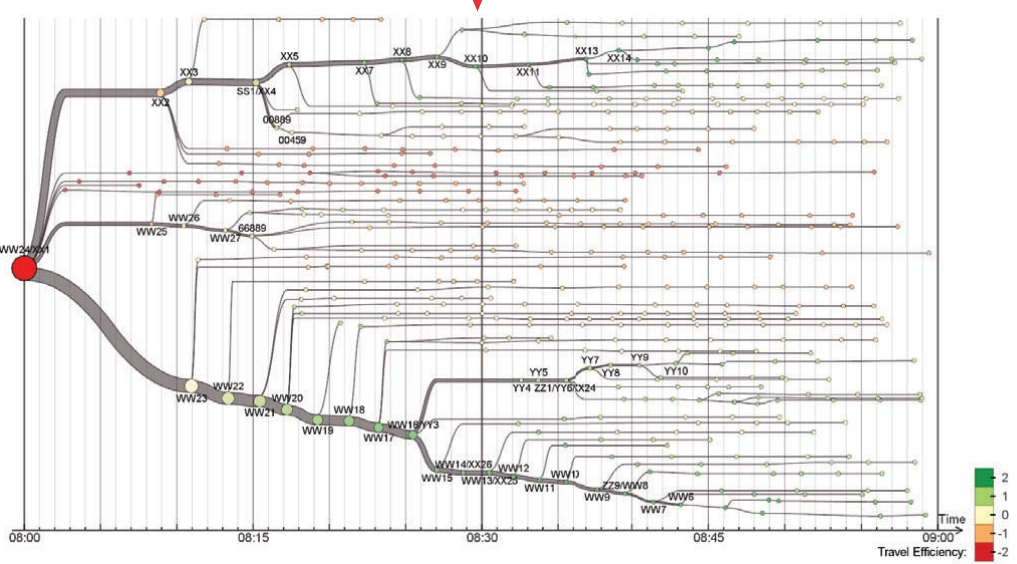 XX5
XX8
XX3
XX7
XX9
XX10
XX13
XX14
XX11
XX2
SS1/XX4
00889
00459
WW26
WW25
WW27
66889
WW24/XX1
YY7
YY9
YY5
YY8
YY10
YY4
ZZ1/YY6/XX24
WW23
WW22
WW21
WW20
WW19
WW18
WW17
WW16/YY3
WW14/XX26
WW15
WW13/XX25
WW12
WW11
WW10
WW9
ZZ9/WW8
WW7
WW6
2
1
0
-1
-2
Time
08:00
08:15
08:30
08:45
09:00
Travel Efficiency: